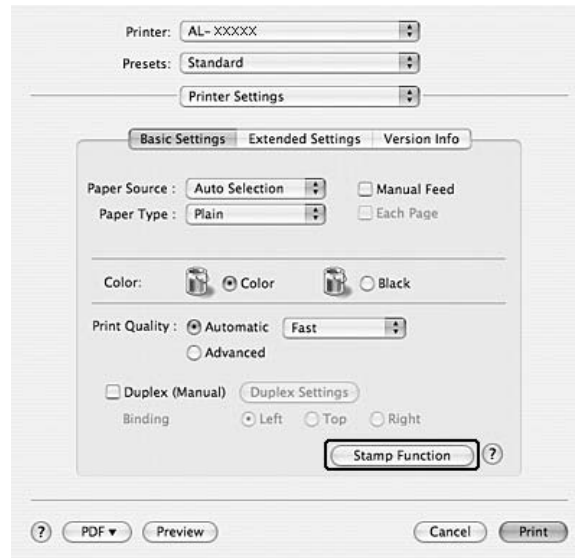 Printer: AL-XXXXX
Presets: Standard
Printer Settings
Basic Settings Extended Settings Version Info
Paper Source : Auto Selection Manual Feed
Paper Type : Plain Each Page
Color: Color Black
Print Quality : Automatic Fast
Advanced
Duplex (Manual) Duplex Settings
Binding Left Top Right
Stamp Function ?
? PDF ▼ Preview Cancel Print